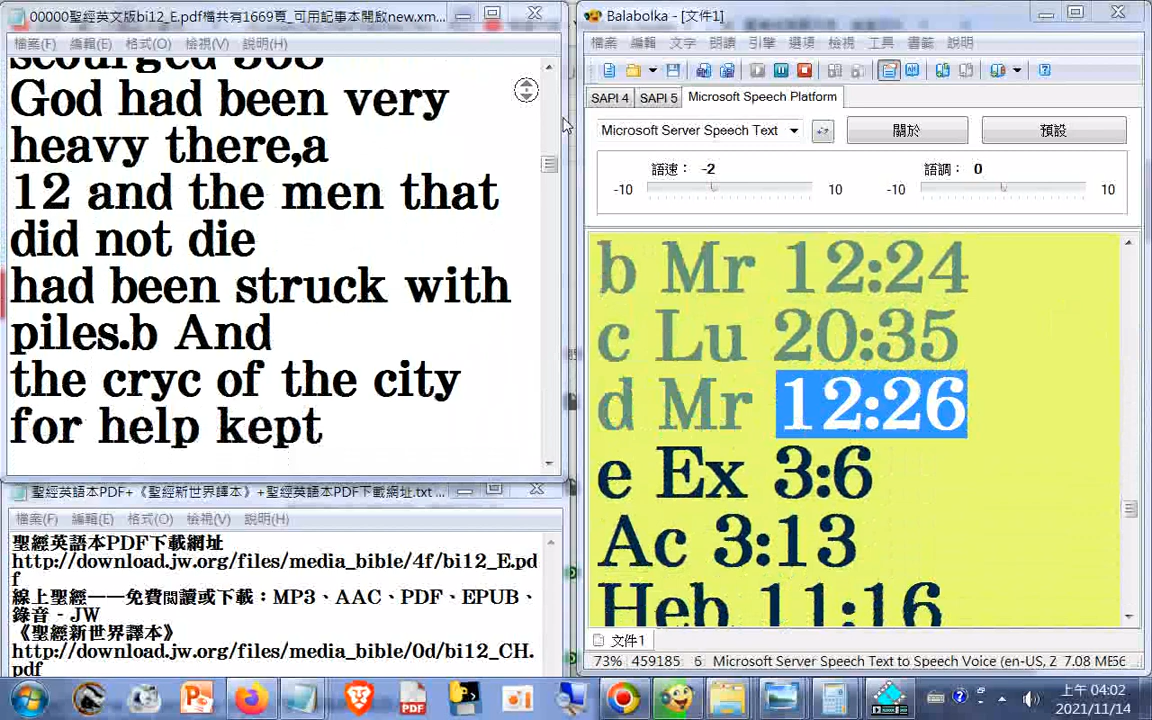 00000聖經英文版bi12_E.pdf檔共有1669頁_可用記事本開啟new.xm...
檔案(F) 編輯(E) 格式(O) 檢視(V) 說明(H)
scourged 368
God had been very
heavy there,a
12 and the men that
did not die
had been struck with
piles.b And
the cryc of the city
for help kept
聖經英語本PDF+《聖經新世界譯本》+聖經英語本PDF下載網址.txt ...
檔案(F) 編輯(E) 格式(O) 檢視(V) 說明(H)
聖經英語本PDF下載網址
http://download.jw.org/files/media_bible/4f/bi12_E.pd
f
線上聖經——免費閱讀或下載：MP3、AAC、PDF、EPUB、
錄音 - JW
《聖經新世界譯本》
http://download.jw.org/files/media_bible/0d/bi12_CH.
pdf
Balabolka - [文件1]
檔案 編輯 文字 朗讀 引擎 選項 檢視 工具 書籤 說明
SAPI 4 SAPI 5 Microsoft Speech Platform
Microsoft Server Speech Text 關於 預設
語速： -2 語調： 0
-10 10 -10 10
b Mr 12:24
c Lu 20:35
d Mr 12:26
e Ex 3:6
Ac 3:13
Heb 11:16
文件1
73% 459185 6 Microsoft Server Speech Text to Speech Voice (en-US, 2 7.08 ME56
上午 04:02
2021/11/14